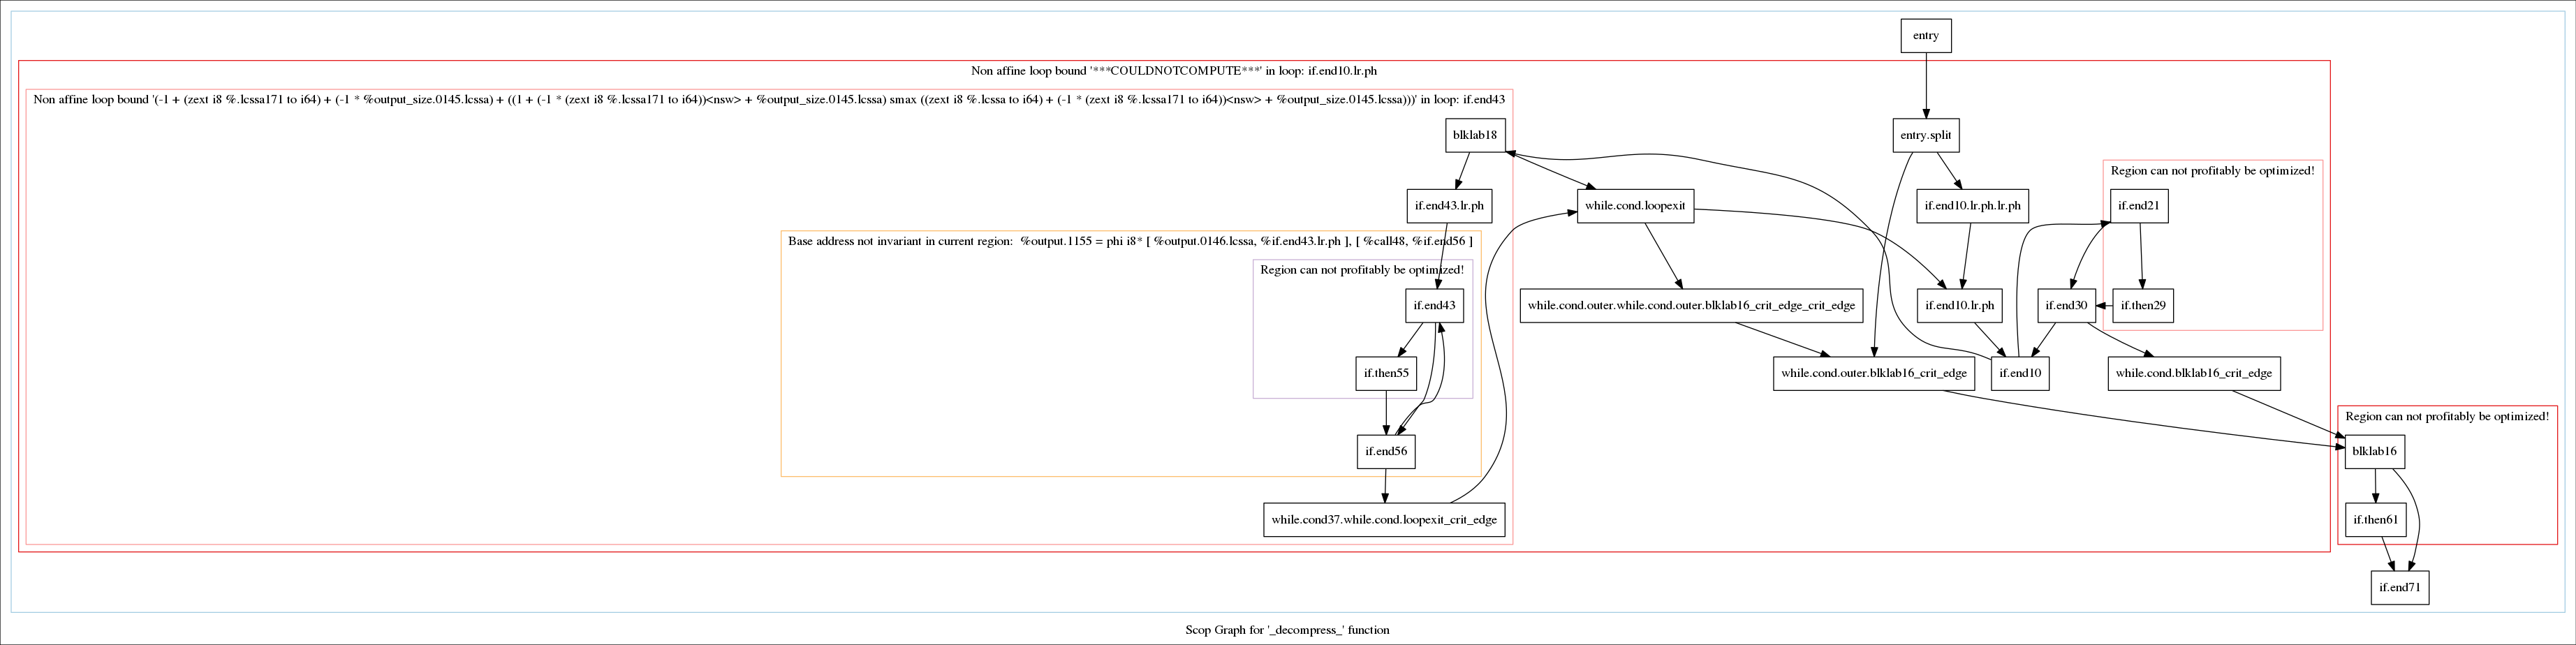 entry
Non affine loop bound '***COULDNOTCOMPUTE***' in loop: if.end10.lr.ph
Non affine loop bound '(-1 + (zext i8 %.lcssa171 to i64) + (-1 * %output_size.0145.lcssa) + ((1 + (-1 * (zext i8 %.lcssa171 to i64))<nsw> + %output_size.0145.lcssa) smax ((zext i8 %.lcssa to i64) + (-1 * (zext i8 %.lcssa171 to i64))<nsw> + %output_size.0145.lcssa)))' in loop: if.end43
blklab18
entry.split
Region can not profitably be optimized!
if.end43.lr.ph
while.cond.loopexit
if.end10.lr.ph.lr.ph
if.end21
Base address not invariant in current region:  %output.1155 = phi i8* [ %output.0146.lcssa, %if.end43.lr.ph ], [ %call48, %if.end56 ]
Region can not profitably be optimized!
if.end43
while.cond.outer.while.cond.outer.blklab16_crit_edge_crit_edge
if.end10.lr.ph
if.end30
if.then29
if.then55
while.cond.outer.blklab16_crit_edge
if.end10
while.cond.blklab16_crit_edge
Region can not profitably be optimized!
if.end56
blklab16
while.cond37.while.cond.loopexit_crit_edge
if.then61
if.end71
Scop Graph for '_decompress_' function